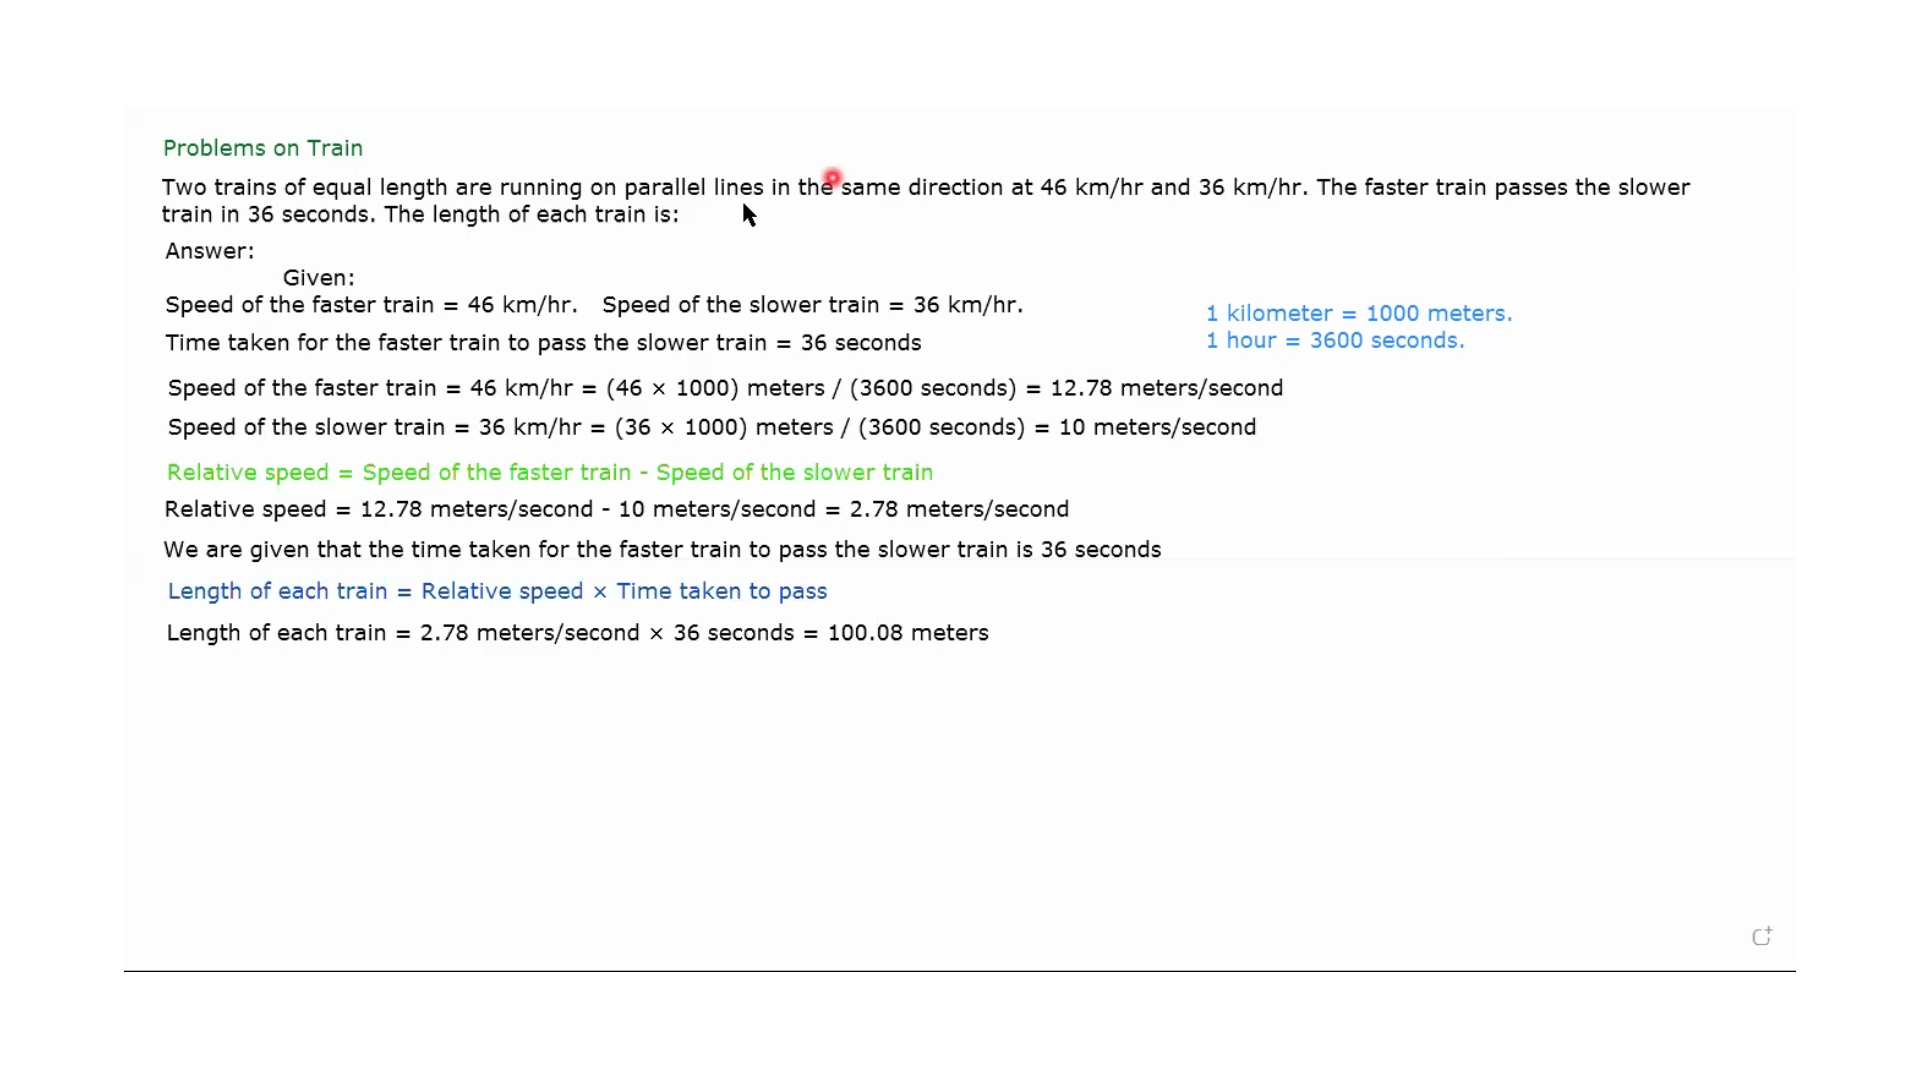 Problems on Train
Two trains of equal length are running on parallel lines in the same direction at 46 km/hr and 36 km/hr. The faster train passes the slower
train in 36 seconds. The length of each train is:
Answer:
Given:
Speed of the faster train = 46 km/hr. Speed of the slower train = 36 km/hr.
1 kilometer = 1000 meters.
1 hour = 3600 seconds.
Time taken for the faster train to pass the slower train = 36 seconds
Speed of the faster train = 46 km/hr = (46 × 1000) meters / (3600 seconds) = 12.78 meters/second
Speed of the slower train = 36 km/hr = (36 × 1000) meters / (3600 seconds) = 10 meters/second
Relative speed = Speed of the faster train - Speed of the slower train
Relative speed = 12.78 meters/second - 10 meters/second = 2.78 meters/second
We are given that the time taken for the faster train to pass the slower train is 36 seconds
Length of each train = Relative speed × Time taken to pass
Length of each train = 2.78 meters/second × 36 seconds = 100.08 meters